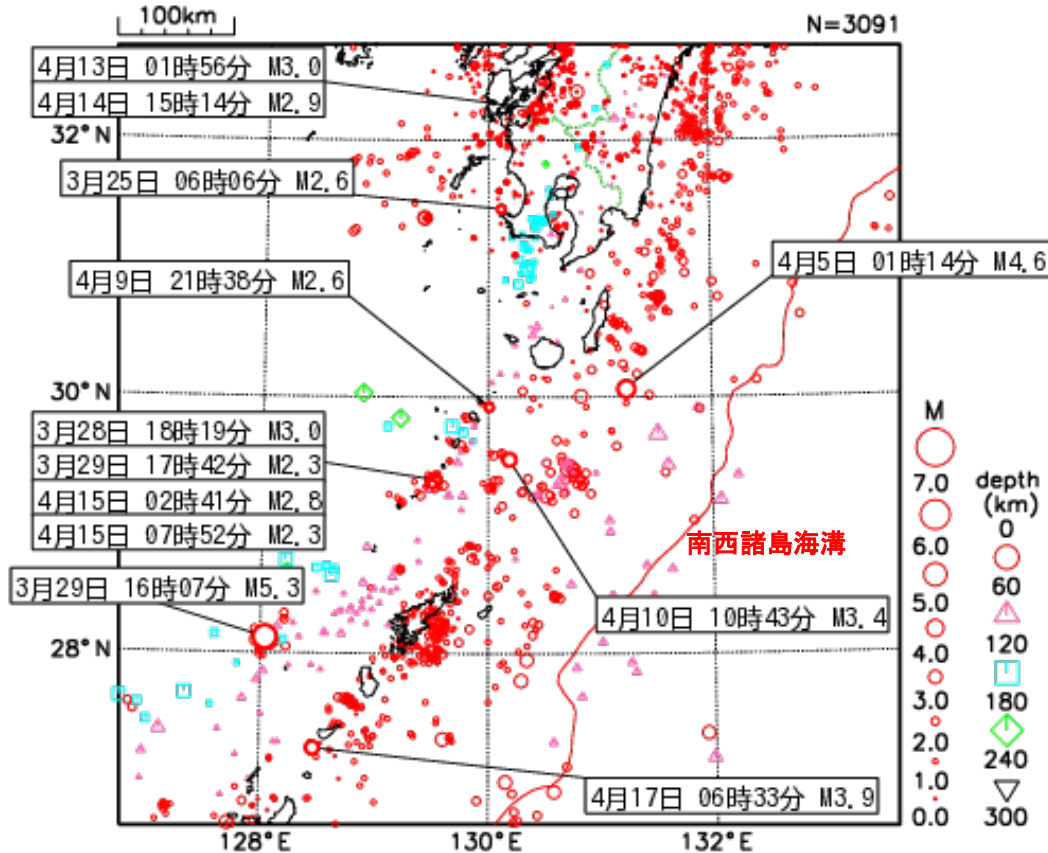 100km
N=3091
4月13日 01時56分 M3.0
4月14日 15時14分 M2.9
32°N
3月25日 06時06分 M2.6
4月5日 01時14分 M4.6
4月9日 21時38分 M2.6
30°N
3月28日 18時19分 M3.0
3月29日 17時42分 M2.3
4月15日 02時41分 M2.8
4月15日 07時52分 M2.3
南西諸島海溝
3月29日 16時07分 M5.3
4月10日 10時43分 M3.4
28°N
4月17日 06時33分 M3.9
128°E
130°E
132°E
M
7.0
6.0
5.0
4.0
3.0
2.0
1.0
0.0
depth
(km)
0
60
120
180
240
300